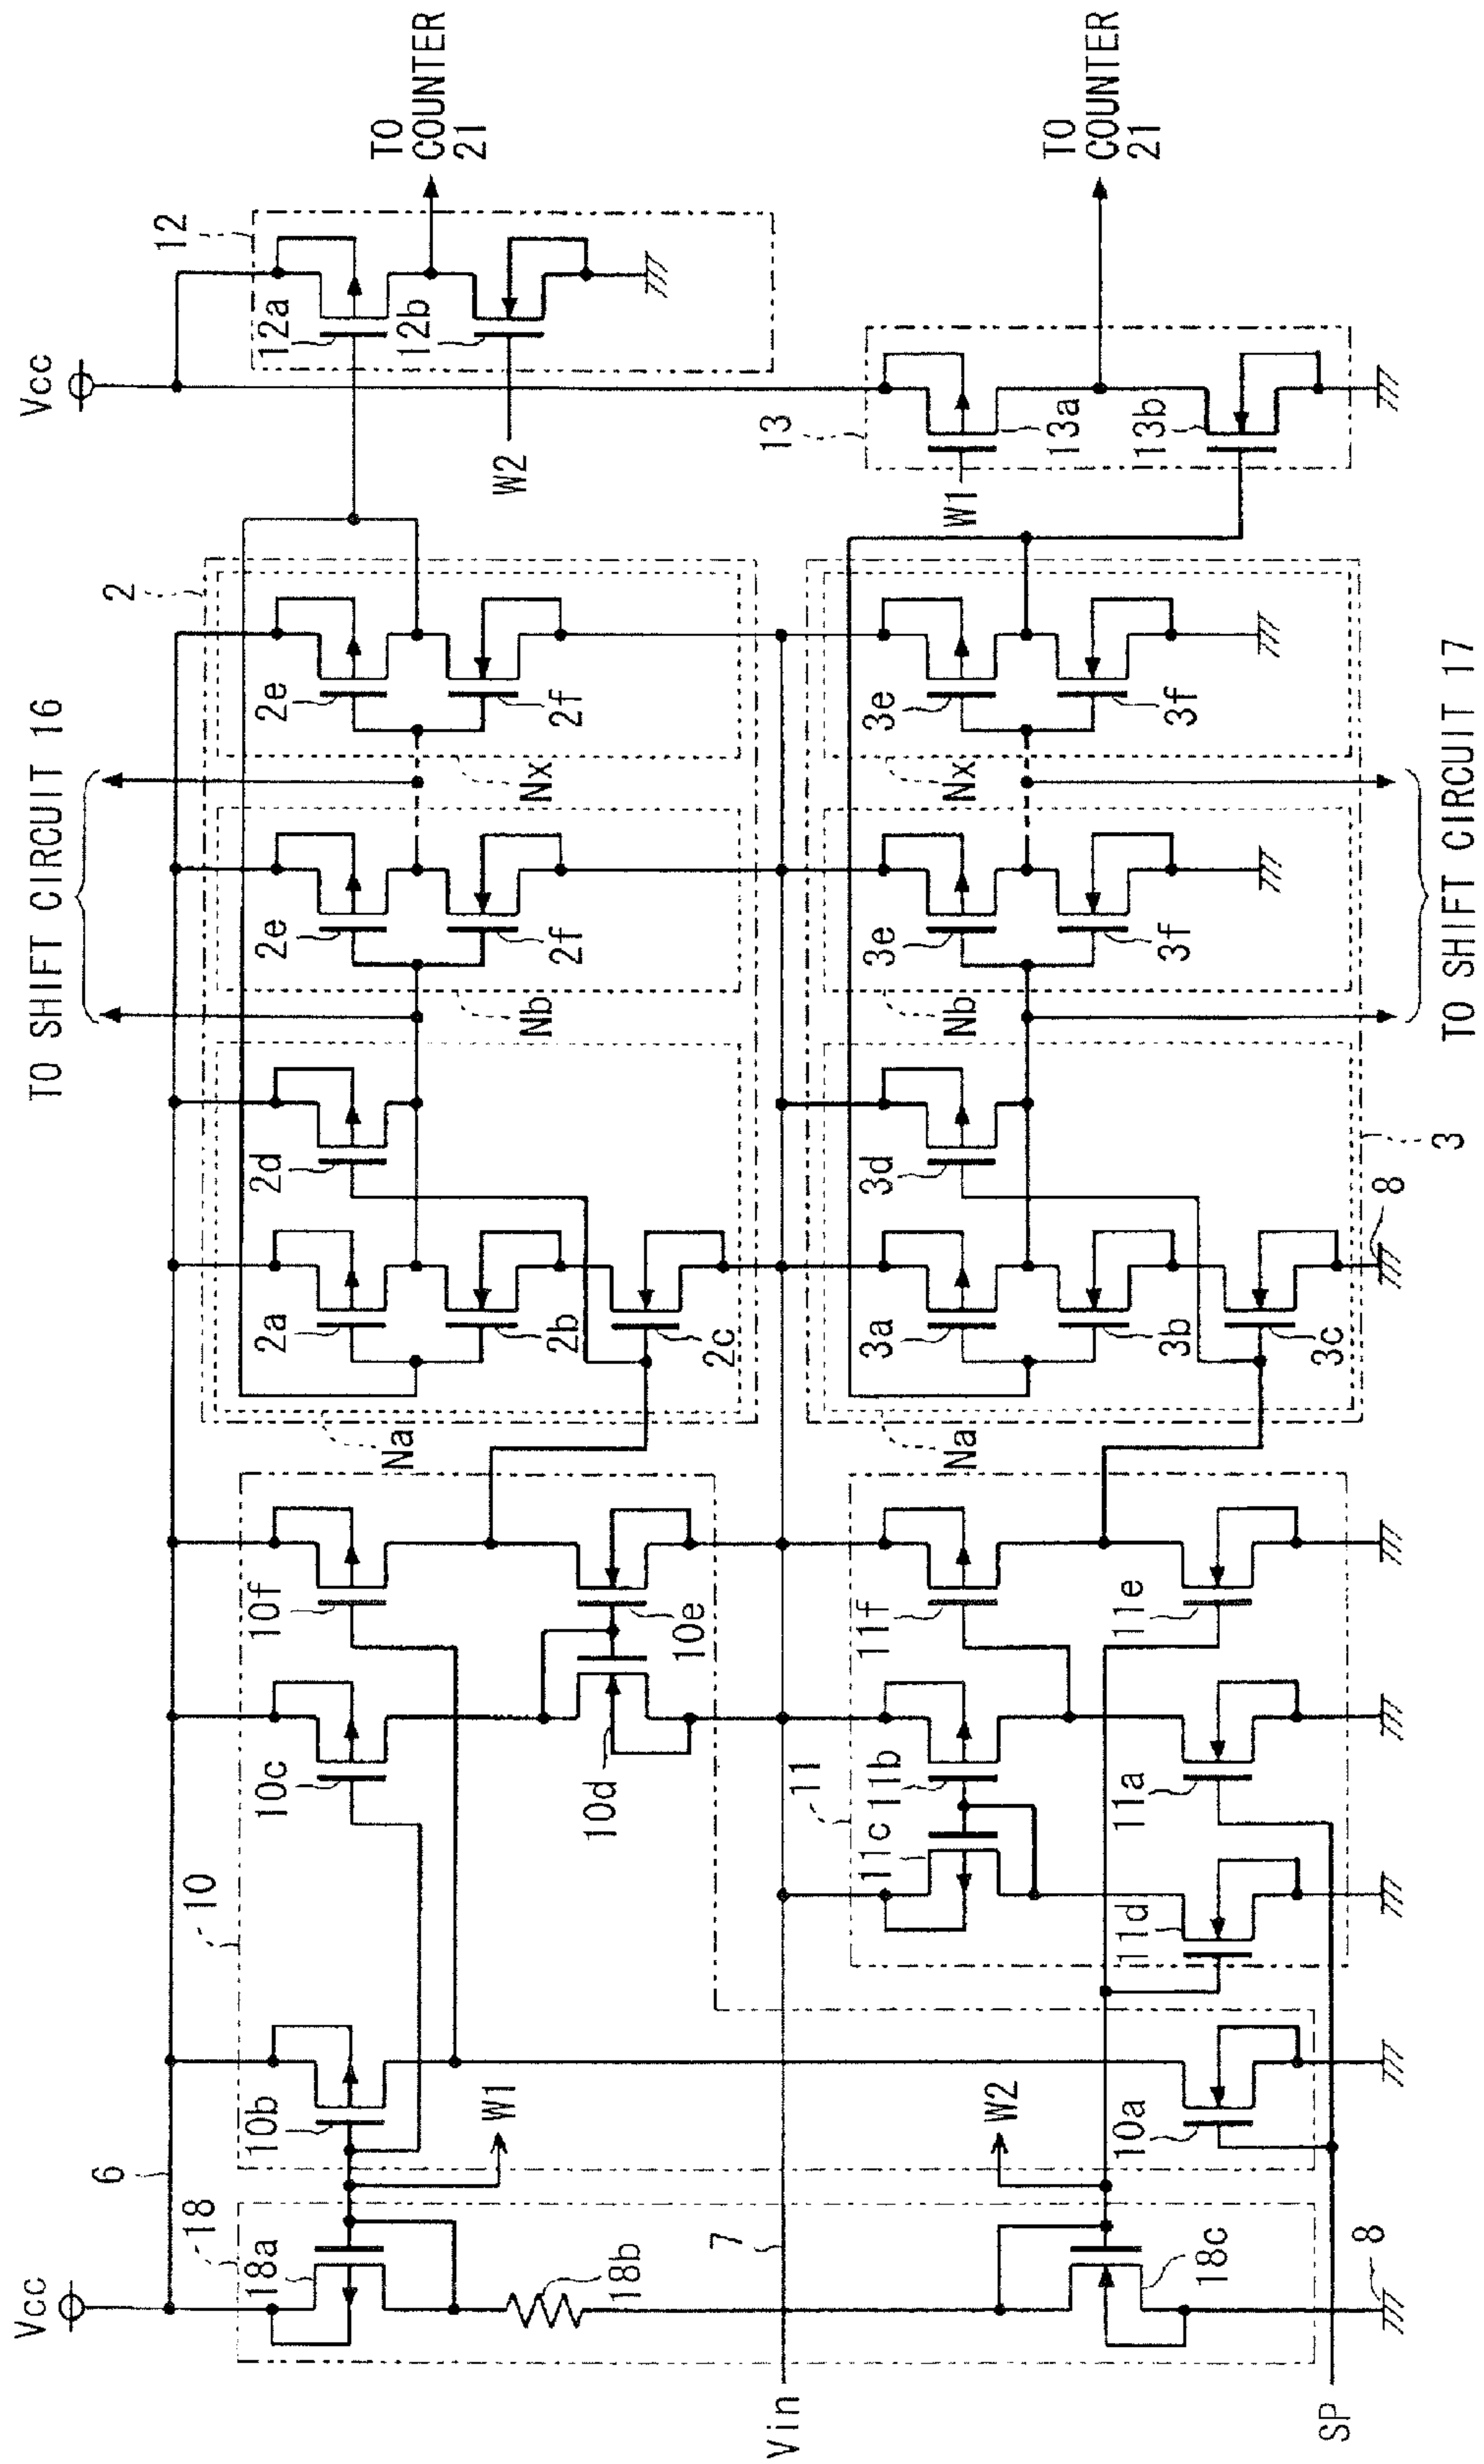 Vcc
6
18
18a
18b
18c
8
W1
W2
7
Vin
SP
10
10b
10a
10c
10f
10d
10e
11
11c
11b
11f
11d
11a
11e
Na
2a
2b
2c
2d
Na
3a
3b
3c
3d
8
3
TO SHIFT CIRCUIT 16
Nb
2e
2f
Nx
2e
2f
2
Nb
3e
3f
Nx
3e
3f
TO SHIFT CIRCUIT 17
Vcc
12
12a
12b
W2
TO
COUNTER
21
13
W1
13a
13b
TO
COUNTER
21